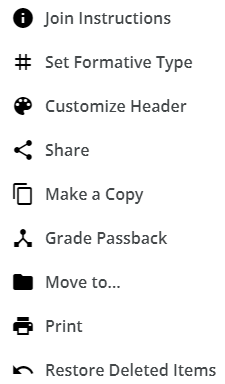 Join Instructions
Set Formative Type
Customize Header
Share
Make a Copy
Grade Passback
Move to...
Print
Restore Deleted Items